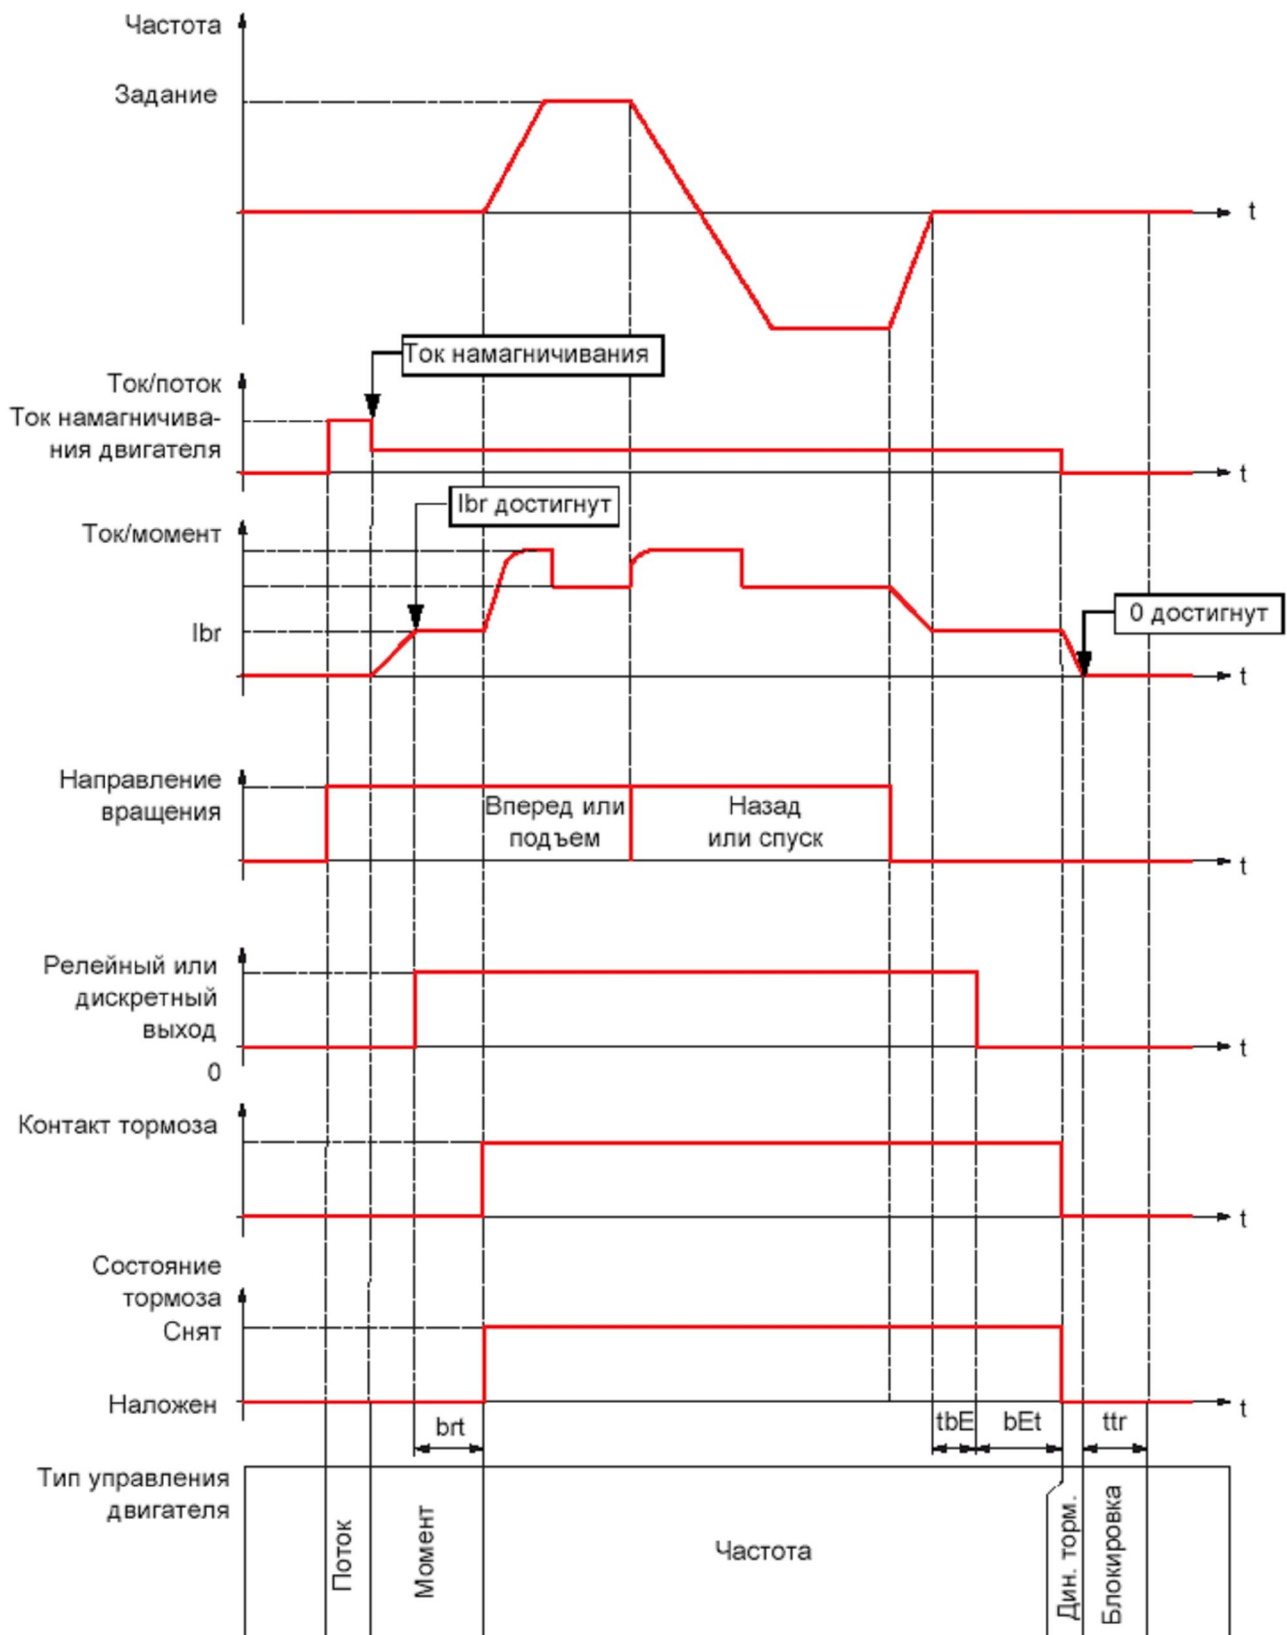 Частота
Задание
t
Ток намагничивания
Ток/поток
Ток намагничива-
ния двигателя
t
Ibr достигнут
Ток/момент
Ibr
0 достигнут
t
Направление
вращения
Вперед или
подъем
Назад
или спуск
t
Релейный или
дискретный
выход
0
t
Контакт тормоза
t
Состояние
тормоза
Снят
Наложен
t
brt
tbE
bEt
ttr
Тип управления
двигателя
Поток
Момент
Частота
Дин. торм.
Блокировка